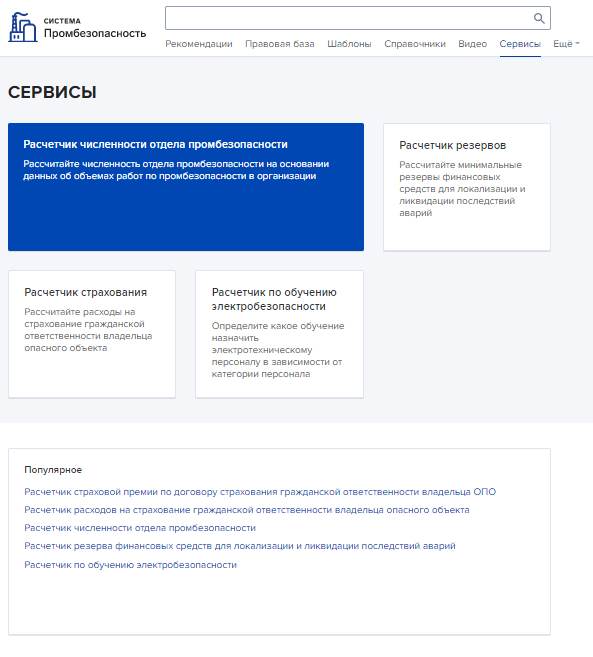 СИСТЕМА
Промбезопасность
Рекомендации Правовая база Шаблоны Справочники Видео Сервисы Ещё
СЕРВИСЫ
Расчетчик численности отдела промбезопасности
Рассчитайте численность отдела промбезопасности на основании
данных об объемах работ по промбезопасности в организации
Расчетчик резервов
Рассчитайте минимальные
резервы финансовых
средств для локализации и
ликвидации последствий
аварий
Расчетчик страхования
Рассчитайте расходы на
страхование гражданской
ответственности владельца
опасного объекта
Расчетчик по обучению
электробезопасности
Определите какое обучение
назначить
электротехническому
персоналу в зависимости от
категории персонала
Популярное
Расчетчик страховой премии по договору страхования гражданской ответственности владельца ОПО
Расчетчик расходов на страхование гражданской ответственности владельца опасного объекта
Расчетчик численности отдела промбезопасности
Расчетчик резерва финансовых средств для локализации и ликвидации последствий аварий
Расчетчик по обучению электробезопасности